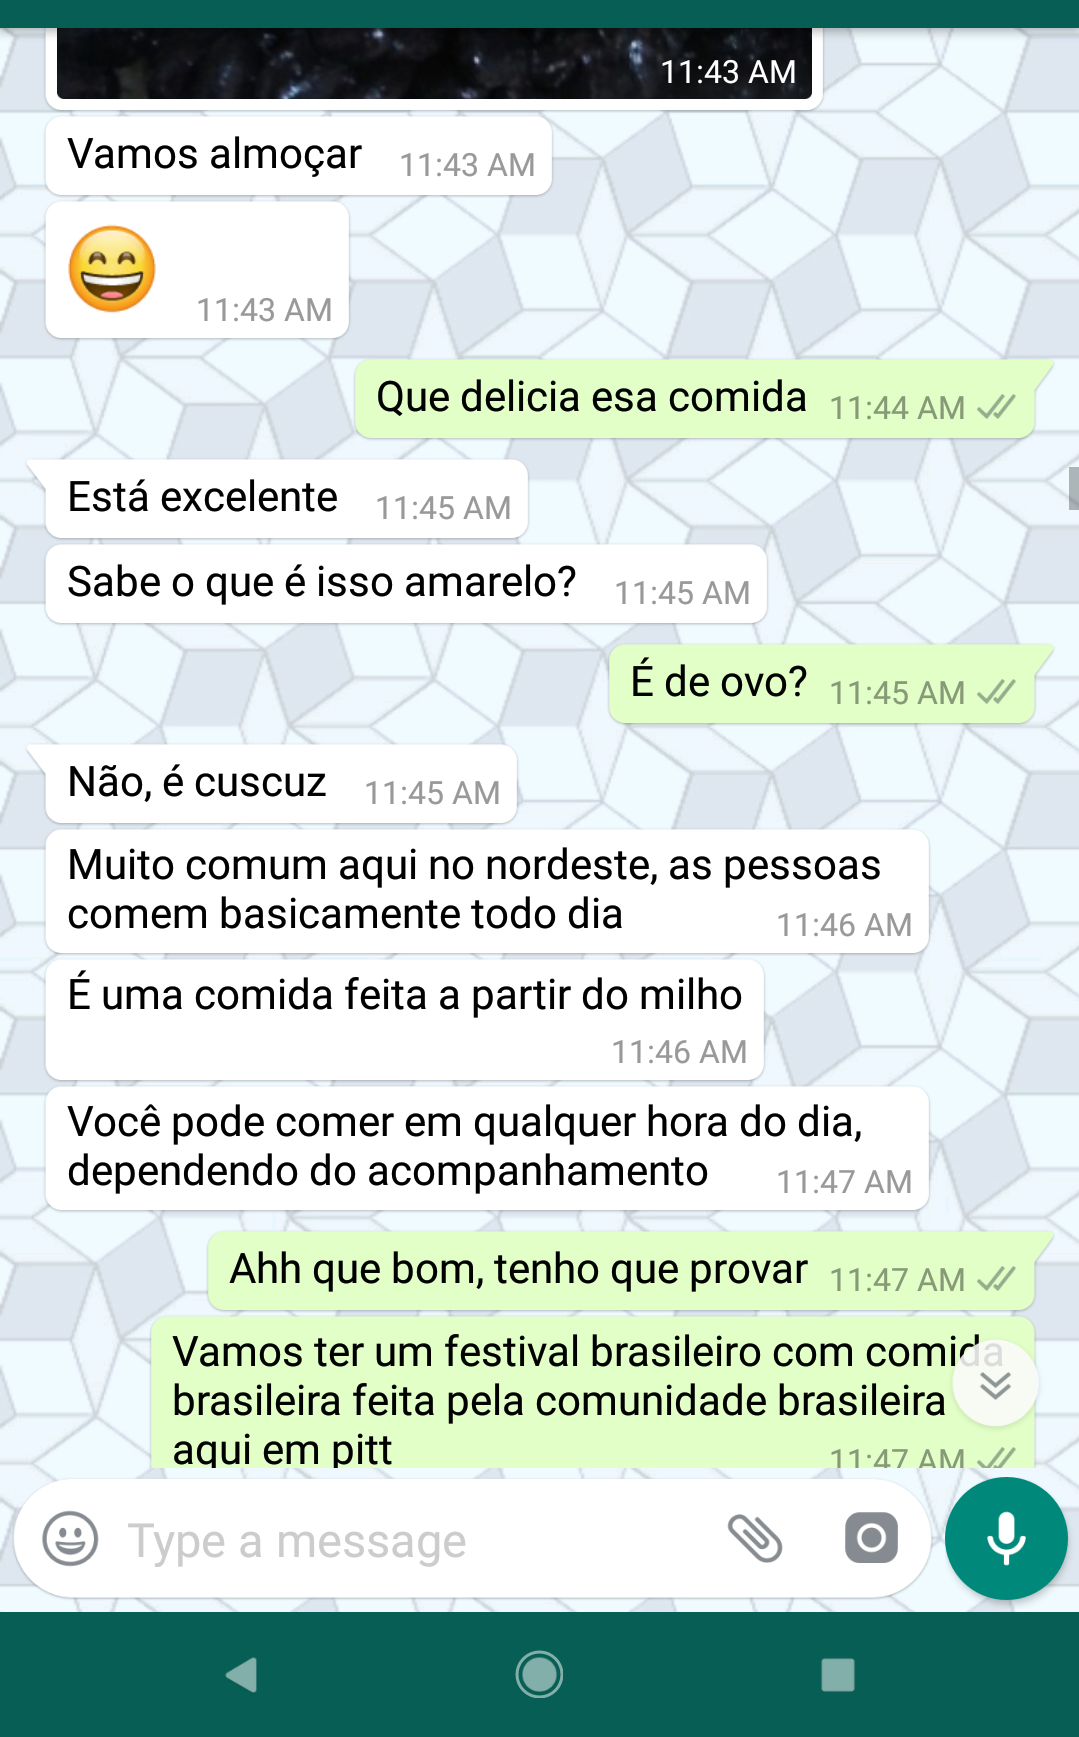 11:43 AM
Vamos almoçar 11:43 AM
11:43 AM
Que delicia esa comida 11:44 AM
Está excelente 11:45 AM
Sabe o que é isso amarelo? 11:45 AM
É de ovo? 11:45 AM
Não, é cuscuz 11:45 AM
Muito comum aqui no nordeste, as pessoas
comem basicamente todo dia 11:46 AM
É uma comida feita a partir do milho
11:46 AM
Você pode comer em qualquer hora do dia,
dependendo do acompanhamento 11:47 AM
Ahh que bom, tenho que provar 11:47 AM
Vamos ter um festival brasileiro com comida
brasileira feita pela comunidade brasileira
aqui em pitt 11:47 AM
Type a message